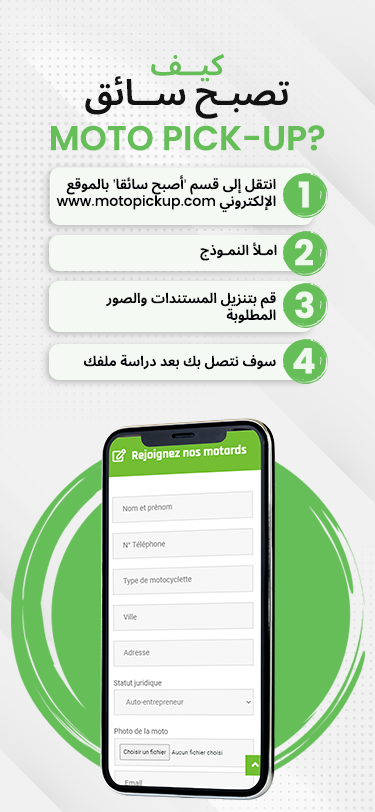 كيف
تصبح سائق
MOTO PICK-UP?
1
انتقل إلى قسم 'أصبح سائقا' بالموقع
الإلكتروني www.motopickup.com
2
املأ النموذج
3
قم بتنزيل المستندات والصور
المطلوبة
4
سوف نتصل بك بعد دراسة ملفك
Rejoignez nos motards
Nom et prénom
N° Téléphone
Type de motocyclette
Ville
Adresse
Statut juridique
Auto-entrepreneur
Photo de la moto
Choisir un fichier Aucun fichier choisi
Email